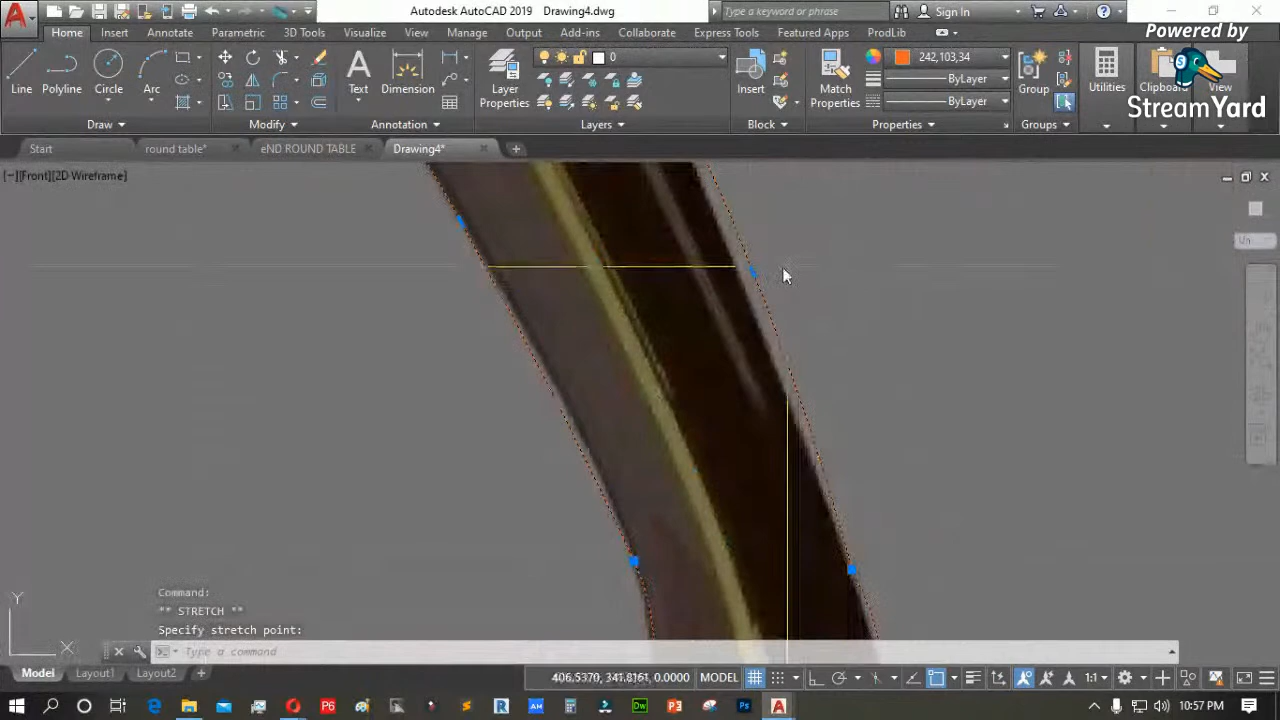 Autodesk AutoCAD 2019 Drawing4.dwg
Type a keyword or phrase
Sign In
Powered by
StreamYard
Home Insert Annotate Parametric 3D Tools Visualize View Manage Output Add-ins Collaborate Express Tools Featured Apps ProdLib
0
242,103,34
ByLayer
ByLayer
Line Polyline Circle Arc Text Dimension Layer Properties Insert Match Properties Group Utilities Clipboard View
Draw Modify Annotation Layers Block Properties Groups
Start round table* eND ROUND TABLE Drawing4*
[−][Front][2D Wireframe]
Un
Command:
** STRETCH **
Specify stretch point:
Type a command
Y
X
Model Layout1 Layout2
406.5370, 341.8161, 0.0000 MODEL 1:1
10:57 PM